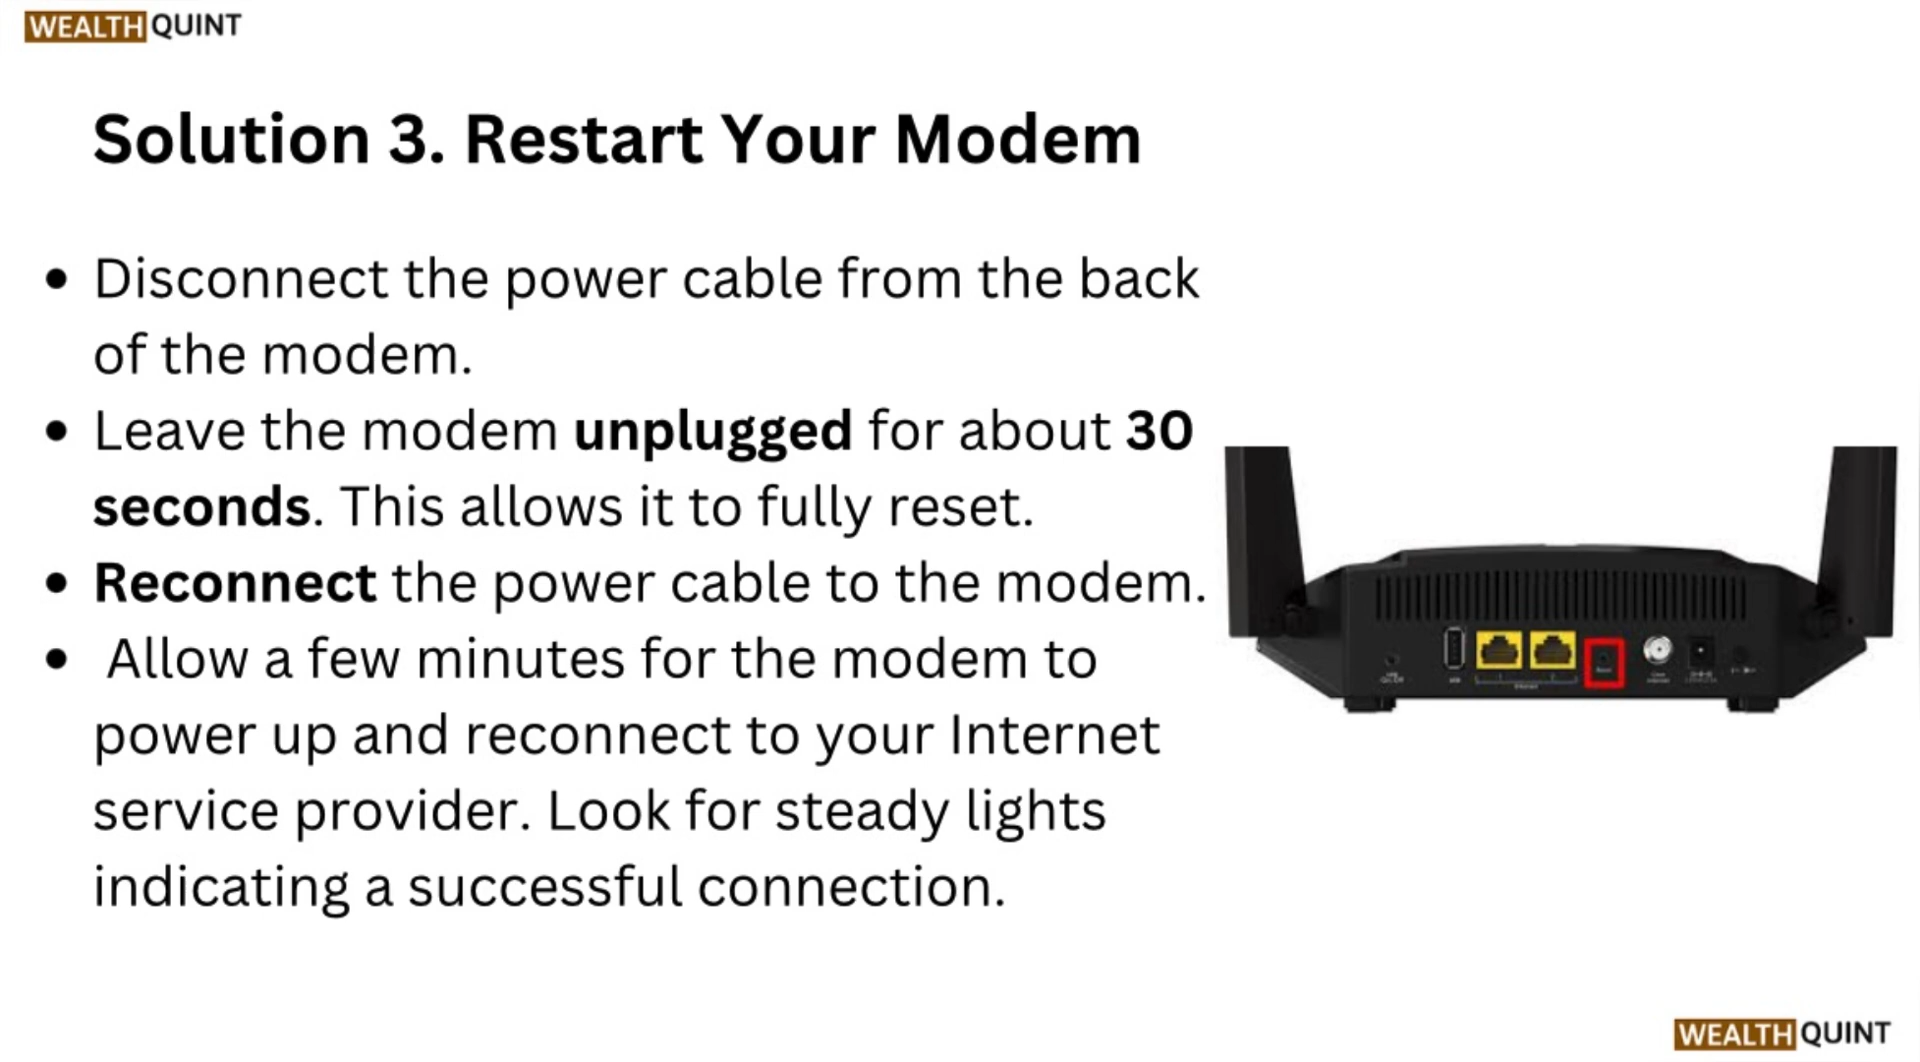 WEALTH QUINT
Solution 3. Restart Your Modem
• Disconnect the power cable from the back
of the modem.
• Leave the modem unplugged for about 30
seconds. This allows it to fully reset.
• Reconnect the power cable to the modem.
• Allow a few minutes for the modem to
power up and reconnect to your Internet
service provider. Look for steady lights
indicating a successful connection.
WEALTH QUINT